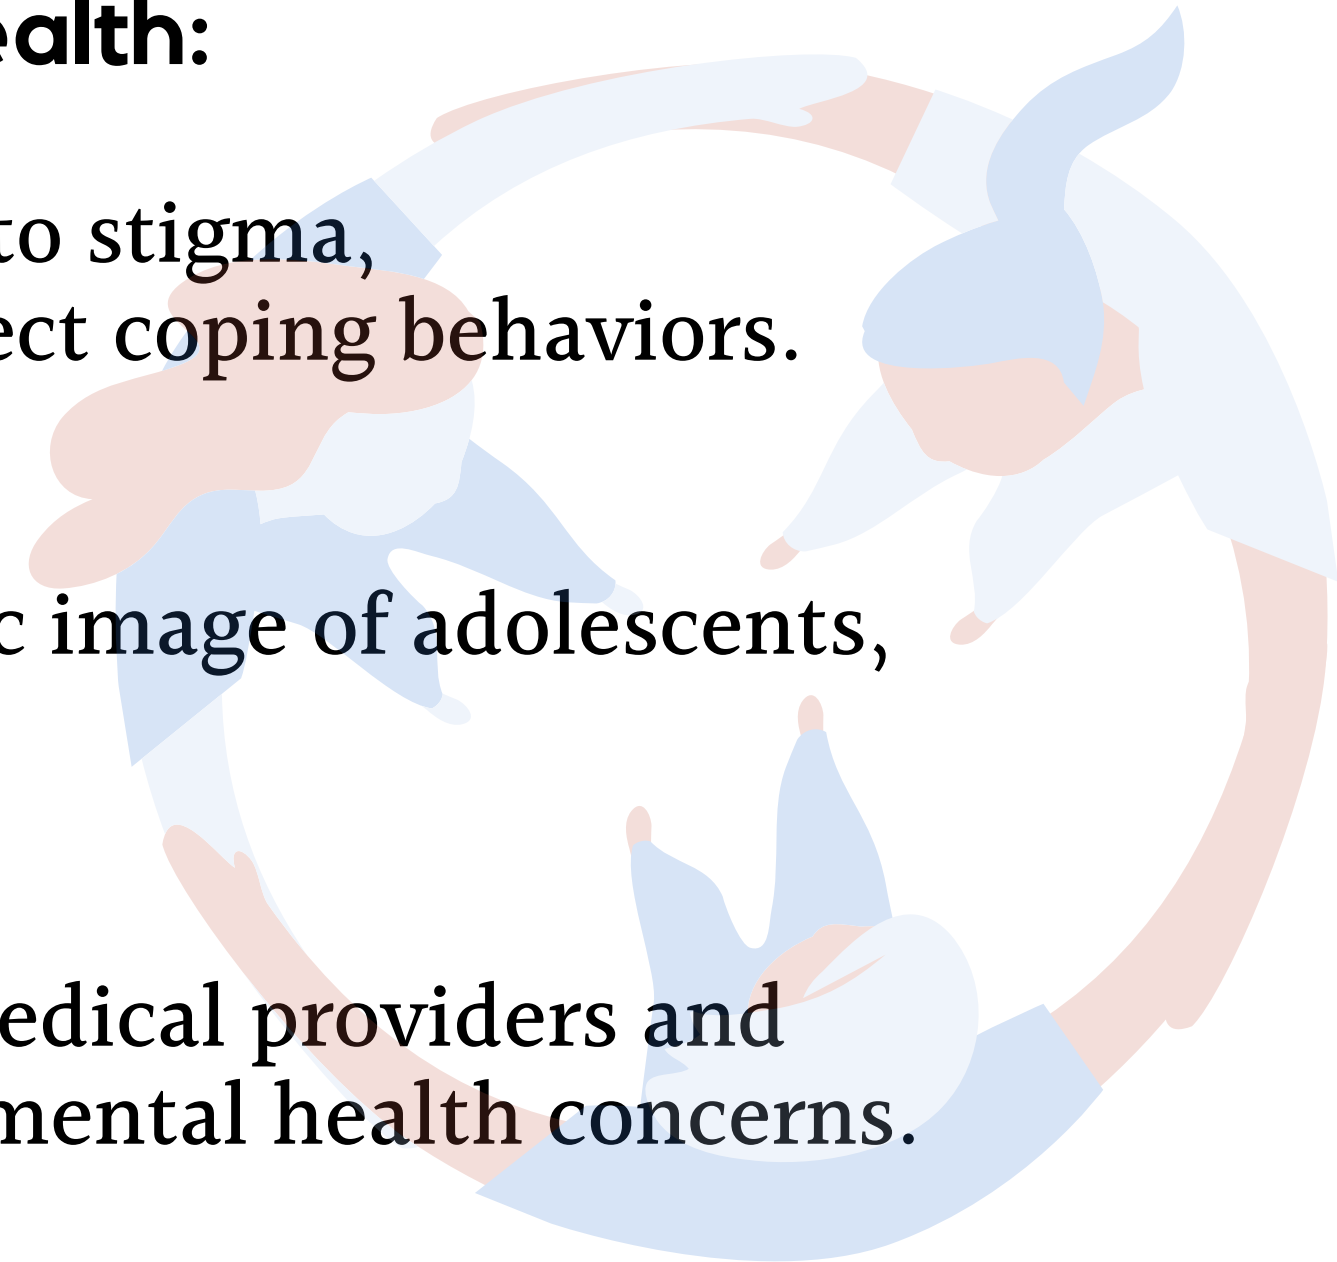 ealth:
to stigma,
ect coping behaviors.
c image of adolescents,
edical providers and
mental health concerns.